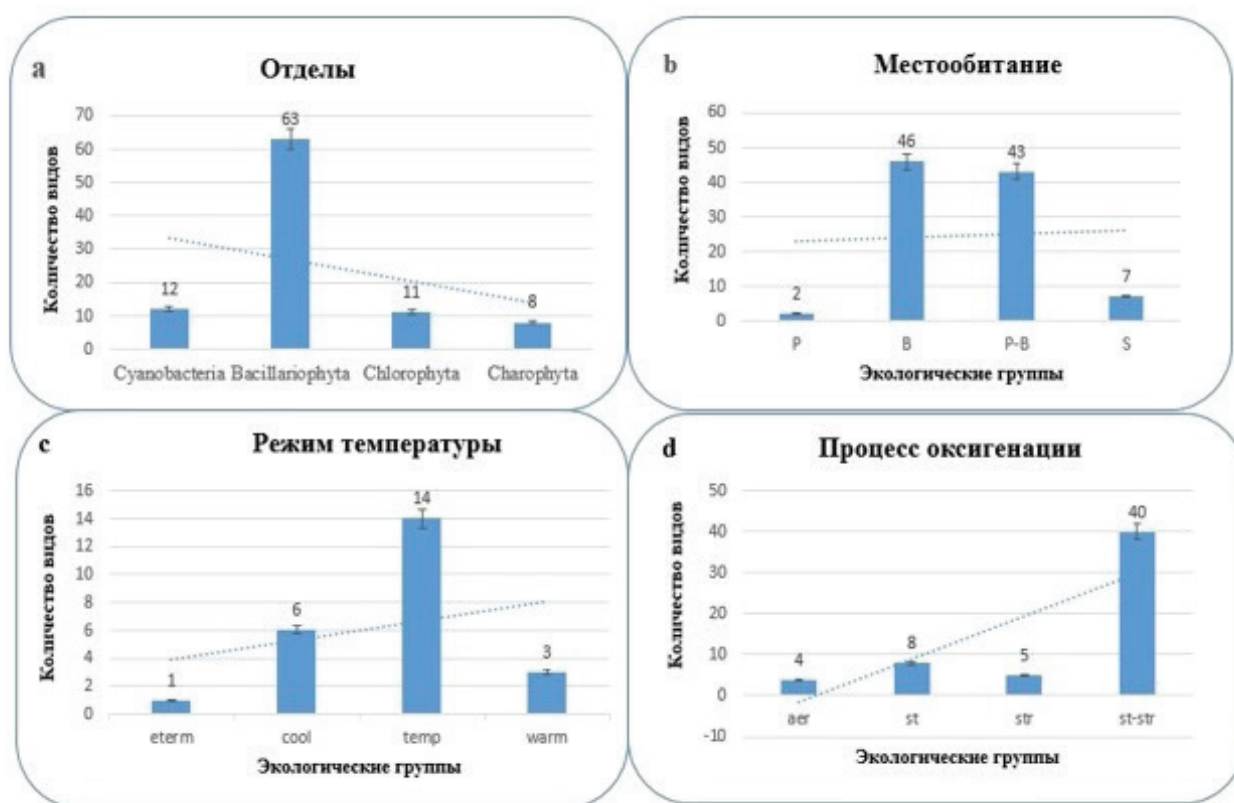 a
Отделы
Количество видов
70
60
50
40
30
20
10
0
12
63
11
8
Cyanobacteria Bacillariophyta Chlorophyta Charophyta
b
Местообитание
Количество видов
60
50
40
30
20
10
0
2
46
43
7
P B P-B S
Экологические группы
c
Режим температуры
Количество видов
16
14
12
10
8
6
4
2
0
1
6
14
3
eterm cool temp warm
Экологические группы
d
Процесс оксигенации
Количество видов
50
40
30
20
10
0
-10
4
8
5
40
aer st str st-str
Экологические группы